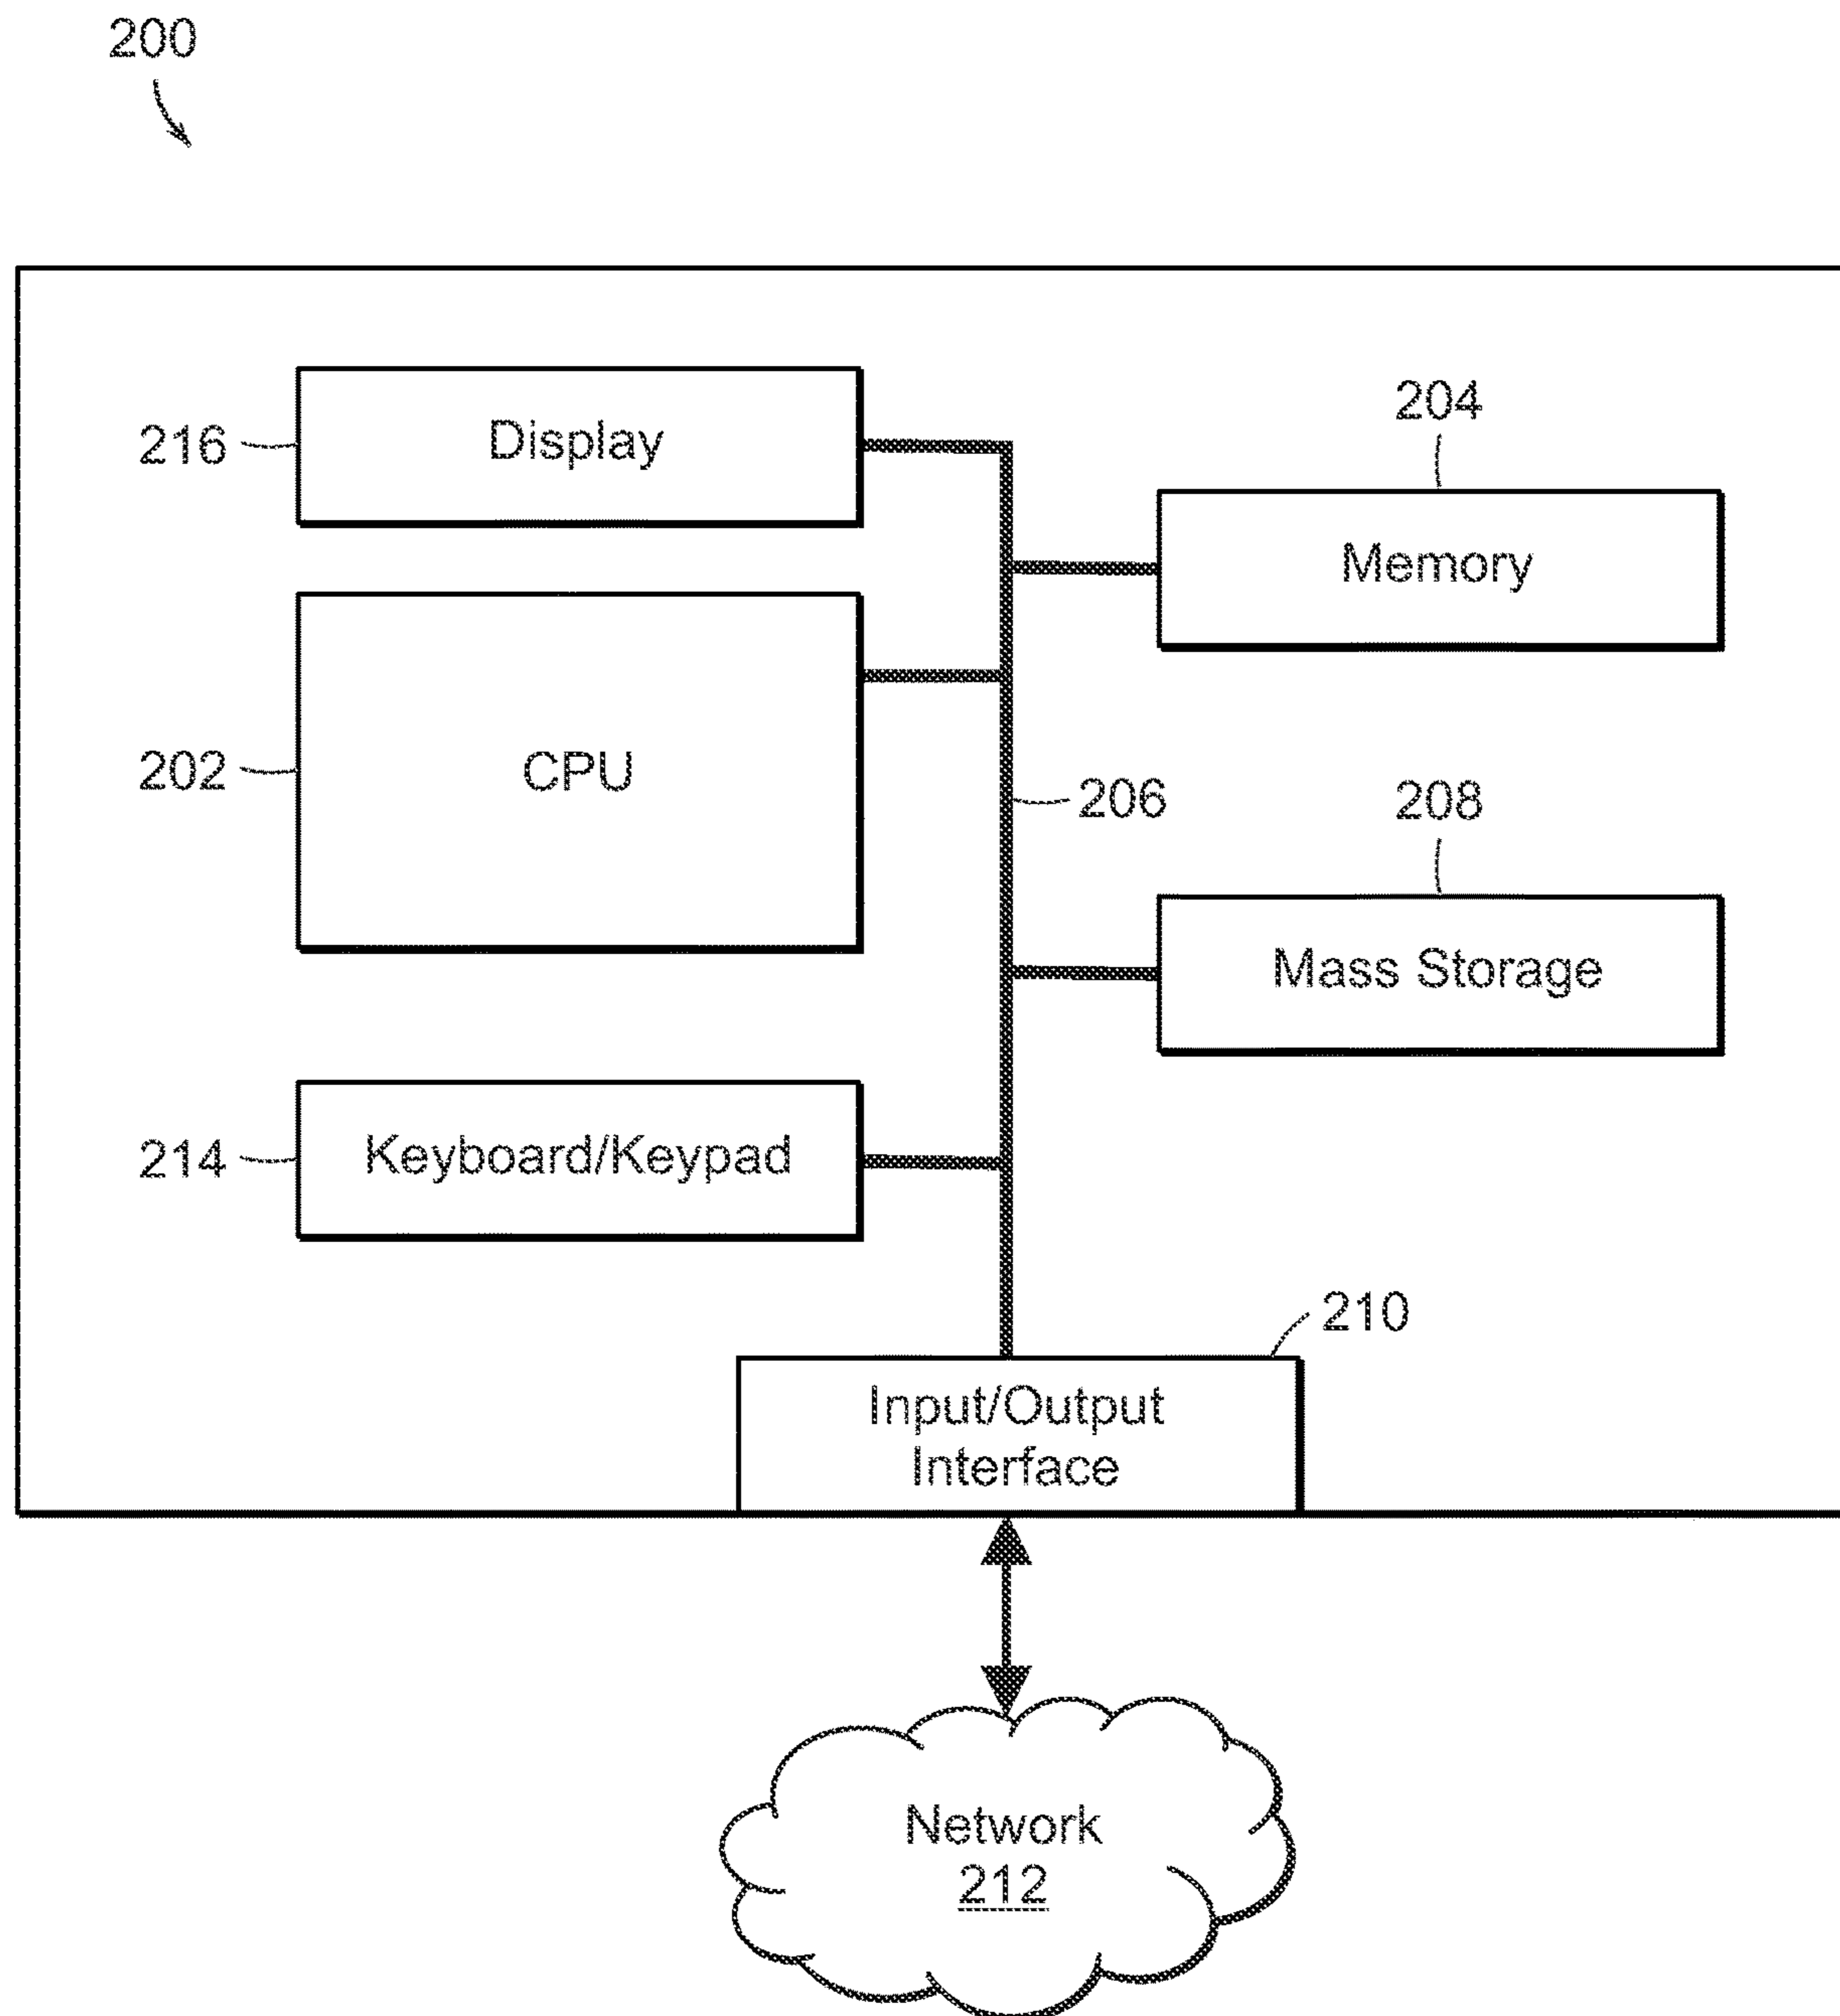 200
216
Display
204
Memory
202
CPU
206
208
Mass Storage
214
Keyboard/Keypad
210
Input/Output
Interface
Network
212